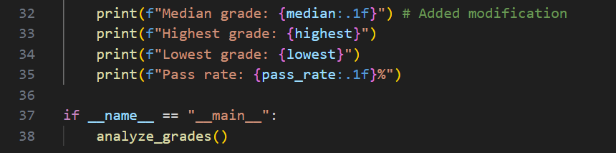 32 print(f"Median grade: {median:.1f}") # Added modification
33 print(f"Highest grade: {highest}")
34 print(f"Lowest grade: {lowest}")
35 print(f"Pass rate: {pass_rate:.1f}%")
36
37 if __name__ == "__main__":
38 analyze_grades()